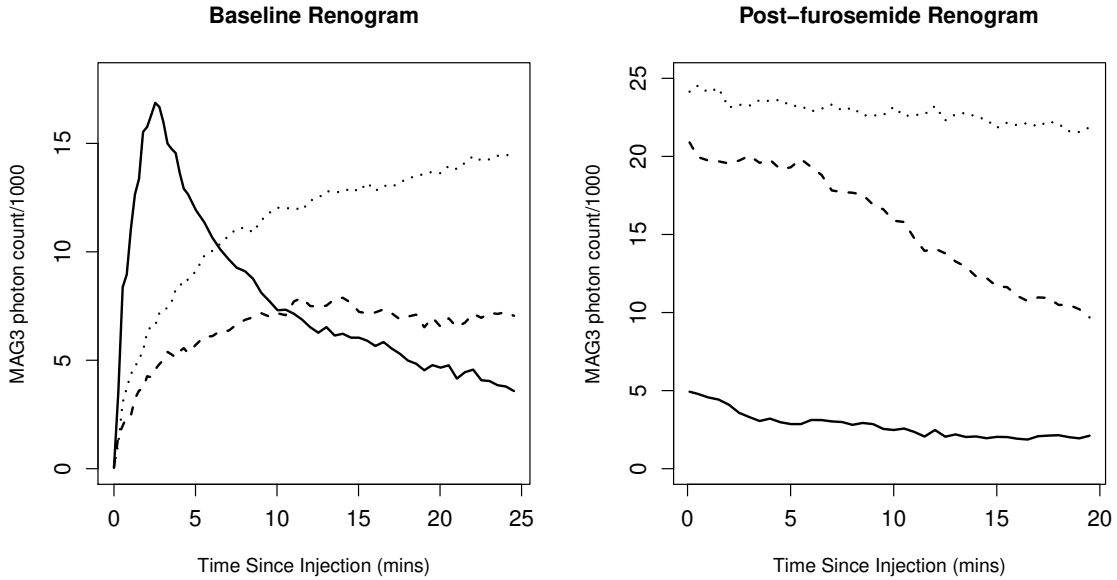 Baseline Renogram
MAG3 photon count/1000
0
5
10
15
0 5 10 15 20 25
Time Since Injection (mins)
Post−furosemide Renogram
MAG3 photon count/1000
0
5
10
15
20
25
0 5 10 15 20
Time Since Injection (mins)